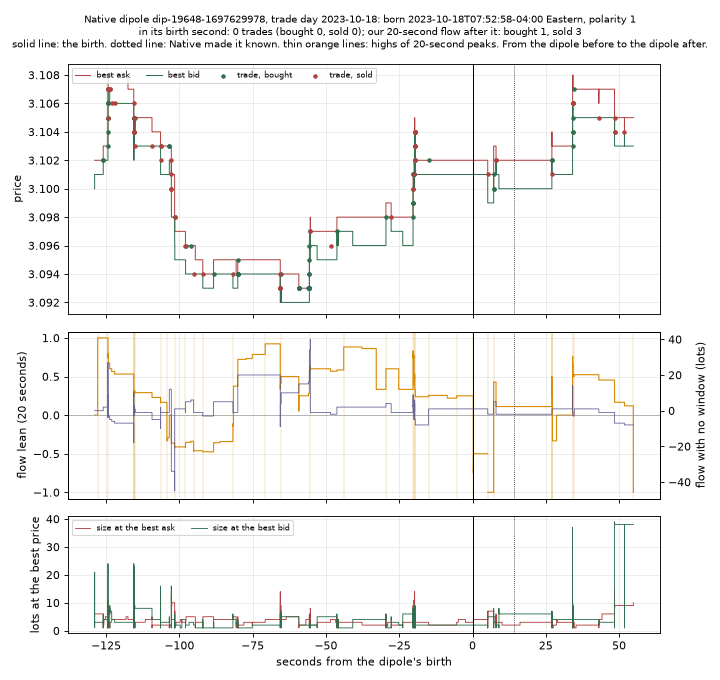 Native dipole dip-19648-1697629978, trade day 2023-10-18: born 2023-10-18T07:52:58-04:00 Eastern, polarity 1
in its birth second: 0 trades (bought 0, sold 0); our 20-second flow after it: bought 1, sold 3
solid line: the birth. dotted line: Native made it known. thin orange lines: highs of 20-second peaks. From the dipole before to the dipole after.
best ask
best bid
trade, bought
trade, sold
3.108
3.106
3.104
3.102
3.100
3.098
3.096
3.094
3.092
price
1.0
0.5
0.0
−0.5
−1.0
flow lean (20 seconds)
40
20
0
−20
−40
flow with no window (lots)
size at the best ask
size at the best bid
40
30
20
10
0
lots at the best price
−125
−100
−75
−50
−25
0
25
50
seconds from the dipole's birth